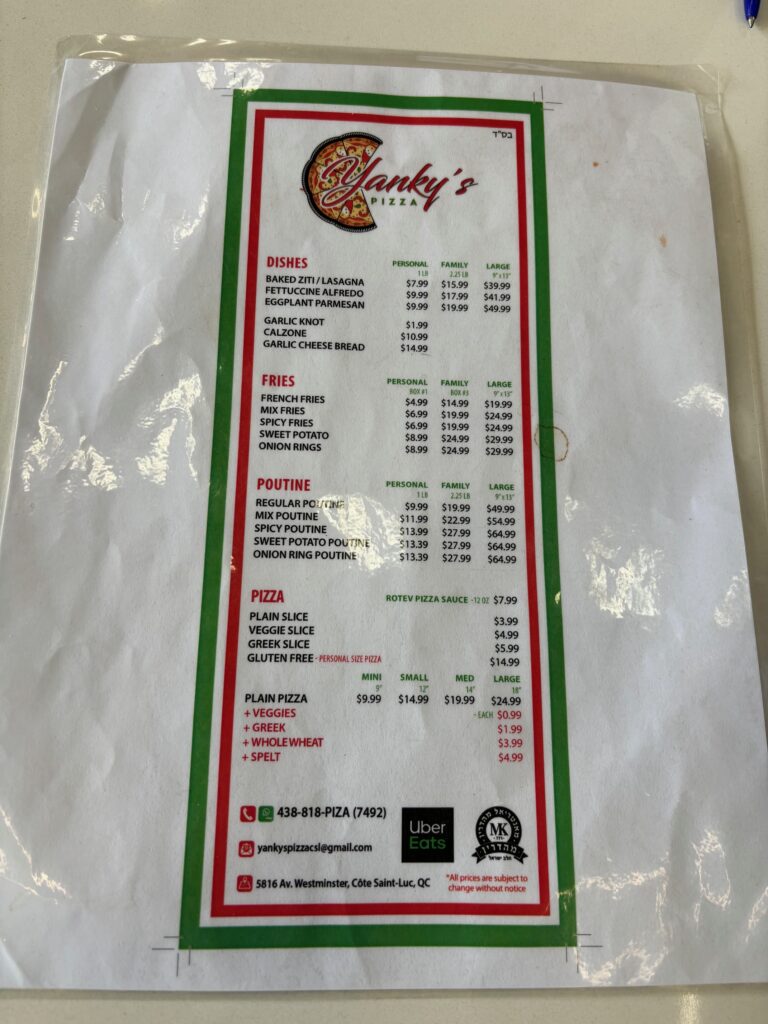 בס"ד
Yanky's
PIZZA
DISHES PERSONAL FAMILY LARGE
1 LB 2.25 LB 9" x 13"
BAKED ZITI / LASAGNA $7.99 $15.99 $39.99
FETTUCCINE ALFREDO $9.99 $17.99 $41.99
EGGPLANT PARMESAN $9.99 $19.99 $49.99
GARLIC KNOT $1.99
CALZONE $10.99
GARLIC CHEESE BREAD $14.99
FRIES PERSONAL FAMILY LARGE
BOX #1 BOX #3 9" x 13"
FRENCH FRIES $4.99 $14.99 $19.99
MIX FRIES $6.99 $19.99 $24.99
SPICY FRIES $6.99 $19.99 $24.99
SWEET POTATO $8.99 $24.99 $29.99
ONION RINGS $8.99 $24.99 $29.99
POUTINE PERSONAL FAMILY LARGE
1 LB 2.25 LB 9" x 13"
REGULAR POUTINE $9.99 $19.99 $49.99
MIX POUTINE $11.99 $22.99 $54.99
SPICY POUTINE $13.99 $27.99 $64.99
SWEET POTATO POUTINE $13.39 $27.99 $64.99
ONION RING POUTINE $13.39 $27.99 $64.99
PIZZA ROTEV PIZZA SAUCE -12 OZ $7.99
PLAIN SLICE $3.99
VEGGIE SLICE $4.99
GREEK SLICE $5.99
GLUTEN FREE - PERSONAL SIZE PIZZA $14.99
MINI SMALL MED LARGE
9" 12" 14" 18"
PLAIN PIZZA $9.99 $14.99 $19.99 $24.99
+ VEGGIES - EACH $0.99
+ GREEK $1.99
+ WHOLE WHEAT $3.99
+ SPELT $4.99
438-818-PIZA (7492)
yankyspizzacsl@gmail.com
5816 Av. Westminster, Côte Saint-Luc, QC
Uber
Eats
מאנטריאל מהדרין
MK
מהדרין
חלב ישראל
*All prices are subject to
change without notice